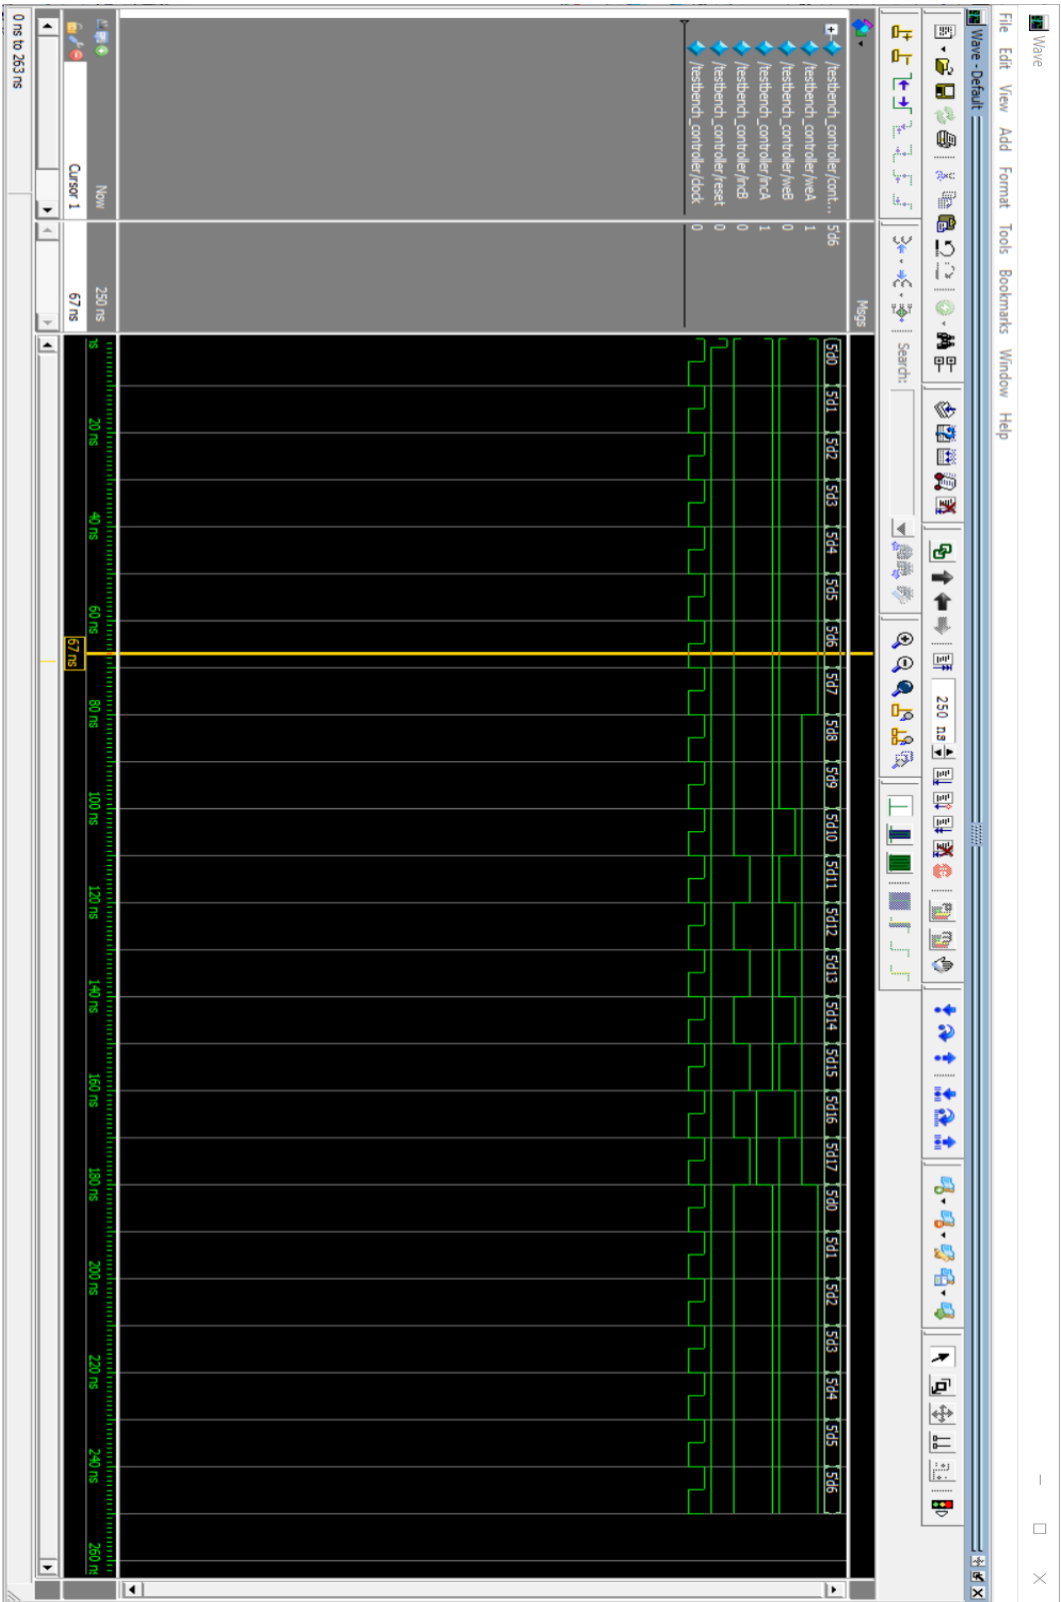 Wave
File Edit View Add Format Tools Bookmarks Window Help
Wave - Default
250 ns
Search:
Msgs
/testbench_controller/cont... 5'd6
5'd0 5'd1 5'd2 5'd3 5'd4 5'd5 5'd6 5'd7 5'd8 5'd9 5'd10 5'd11 5'd12 5'd13 5'd14 5'd15 5'd16 5'd17 5'd0 5'd1 5'd2 5'd3 5'd4 5'd5 5'd6
/testbench_controller/weA 1
/testbench_controller/weB 0
/testbench_controller/incA 1
/testbench_controller/incB 0
/testbench_controller/reset 0
/testbench_controller/clock 0
Now 250 ns
ns 20 ns 40 ns 60 ns 80 ns 100 ns 120 ns 140 ns 160 ns 180 ns 200 ns 220 ns 240 ns 260 ns
Cursor 1 67 ns
67 ns
0 ns to 263 ns